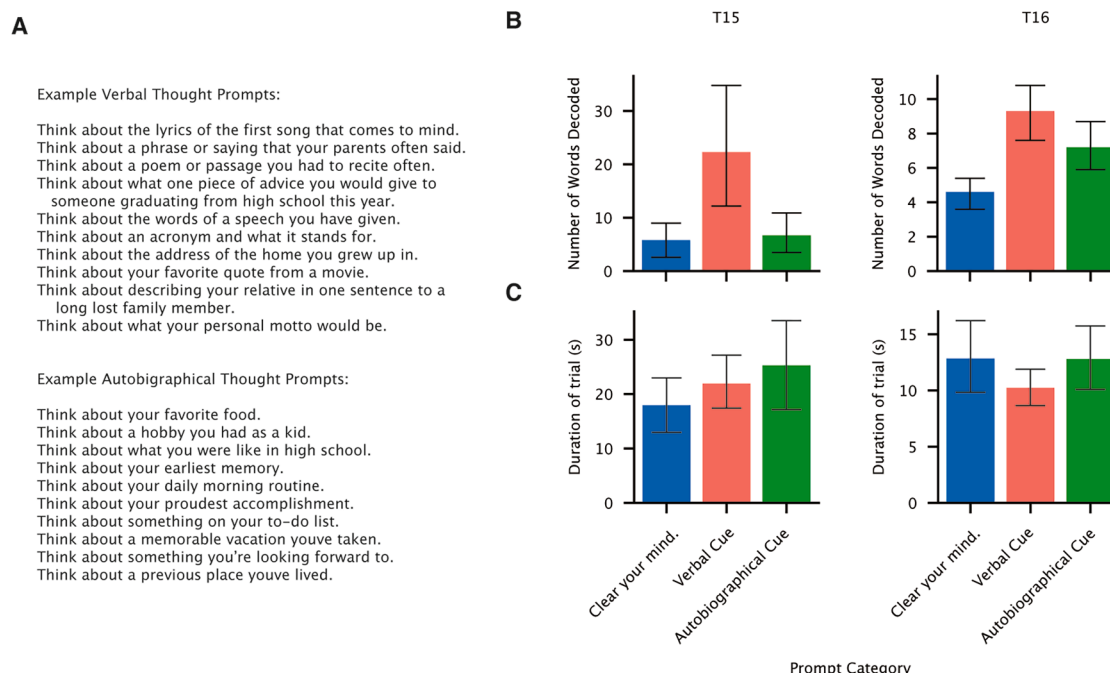 A
Example Verbal Thought Prompts:
Think about the lyrics of the first song that comes to mind.
Think about a phrase or saying that your parents often said.
Think about a poem or passage you had to recite often.
Think about what one piece of advice you would give to
someone graduating from high school this year.
Think about the words of a speech you have given.
Think about an acronym and what it stands for.
Think about the address of the home you grew up in.
Think about your favorite quote from a movie.
Think about describing your relative in one sentence to a
long lost family member.
Think about what your personal motto would be.
Example Autobigraphical Thought Prompts:
Think about your favorite food.
Think about a hobby you had as a kid.
Think about what you were like in high school.
Think about your earliest memory.
Think about your daily morning routine.
Think about your proudest accomplishment.
Think about something on your to-do list.
Think about a memorable vacation youve taken.
Think about something you're looking forward to.
Think about a previous place youve lived.
B
T15
Number of Words Decoded
30
20
10
0
T16
Number of Words Decoded
10
8
6
4
2
0
C
Duration of trial (s)
30
20
10
0
Clear your mind.
Verbal Cue
Autobiographical Cue
Duration of trial (s)
15
10
5
0
Clear your mind.
Verbal Cue
Autobiographical Cue
Prompt Category